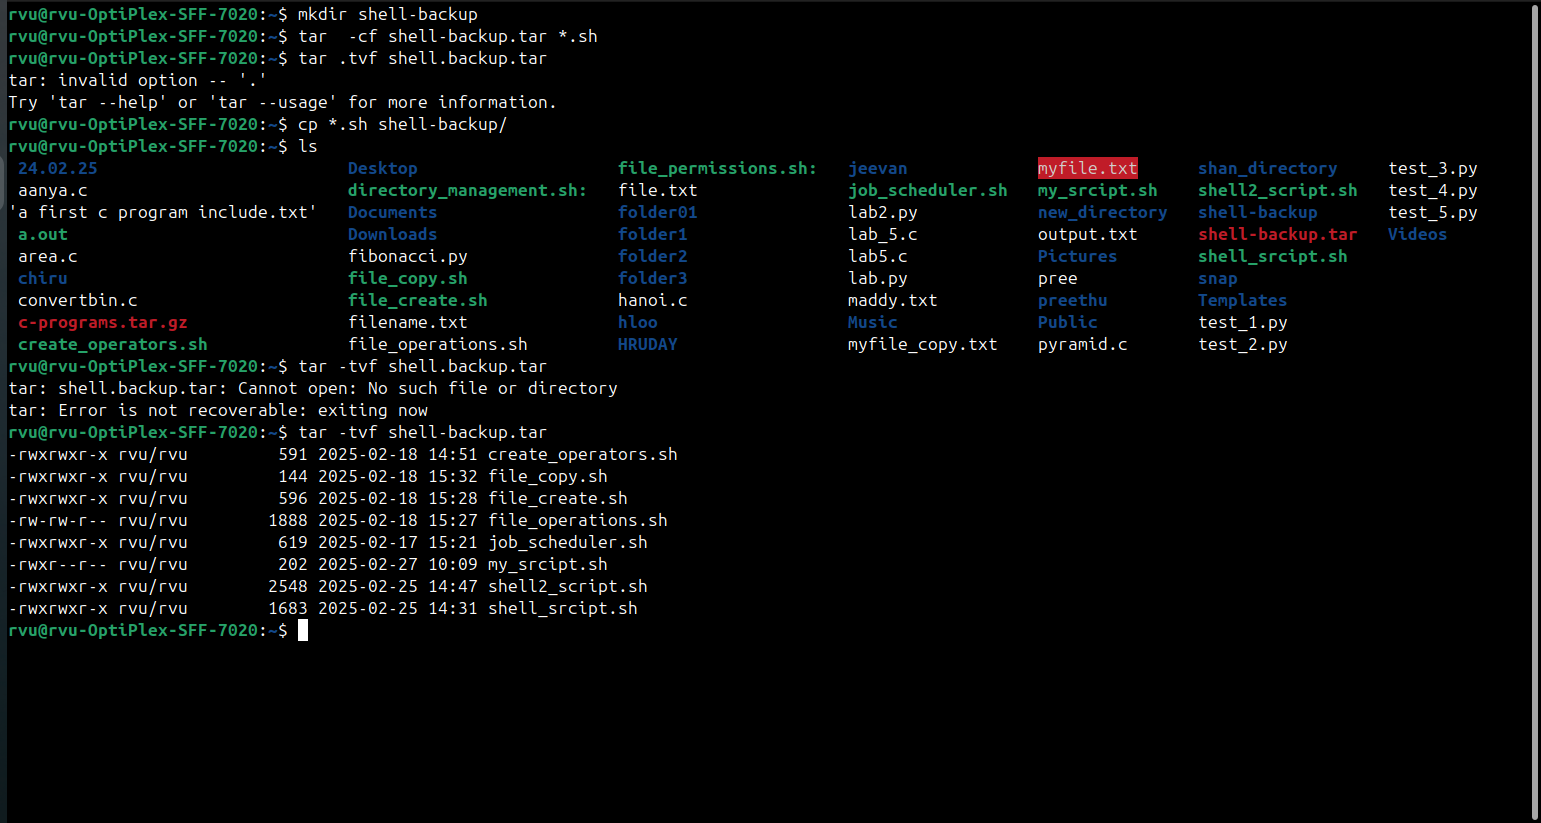 rvu@rvu-OptiPlex-SFF-7020:~$ mkdir shell-backup
rvu@rvu-OptiPlex-SFF-7020:~$ tar  -cf shell-backup.tar *.sh
rvu@rvu-OptiPlex-SFF-7020:~$ tar .tvf shell.backup.tar
tar: invalid option -- '.'
Try 'tar --help' or 'tar --usage' for more information.
rvu@rvu-OptiPlex-SFF-7020:~$ cp *.sh shell-backup/
rvu@rvu-OptiPlex-SFF-7020:~$ ls
24.02.25 Desktop file_permissions.sh: jeevan myfile.txt shan_directory test_3.py
aanya.c directory_management.sh: file.txt job_scheduler.sh my_srcipt.sh shell2_script.sh test_4.py
'a first c program include.txt' Documents folder01 lab2.py new_directory shell-backup test_5.py
a.out Downloads folder1 lab_5.c output.txt shell-backup.tar Videos
area.c fibonacci.py folder2 lab5.c Pictures shell_srcipt.sh
chiru file_copy.sh folder3 lab.py pree snap
convertbin.c file_create.sh hanoi.c maddy.txt preethu Templates
c-programs.tar.gz filename.txt hloo Music Public test_1.py
create_operators.sh file_operations.sh HRUDAY myfile_copy.txt pyramid.c test_2.py
rvu@rvu-OptiPlex-SFF-7020:~$ tar -tvf shell.backup.tar
tar: shell.backup.tar: Cannot open: No such file or directory
tar: Error is not recoverable: exiting now
rvu@rvu-OptiPlex-SFF-7020:~$ tar -tvf shell-backup.tar
-rwxrwxr-x rvu/rvu         591 2025-02-18 14:51 create_operators.sh
-rwxrwxr-x rvu/rvu         144 2025-02-18 15:32 file_copy.sh
-rwxrwxr-x rvu/rvu         596 2025-02-18 15:28 file_create.sh
-rw-rw-r-- rvu/rvu        1888 2025-02-18 15:27 file_operations.sh
-rwxrwxr-x rvu/rvu         619 2025-02-17 15:21 job_scheduler.sh
-rwxr--r-- rvu/rvu         202 2025-02-27 10:09 my_srcipt.sh
-rwxrwxr-x rvu/rvu        2548 2025-02-25 14:47 shell2_script.sh
-rwxrwxr-x rvu/rvu        1683 2025-02-25 14:31 shell_srcipt.sh
rvu@rvu-OptiPlex-SFF-7020:~$